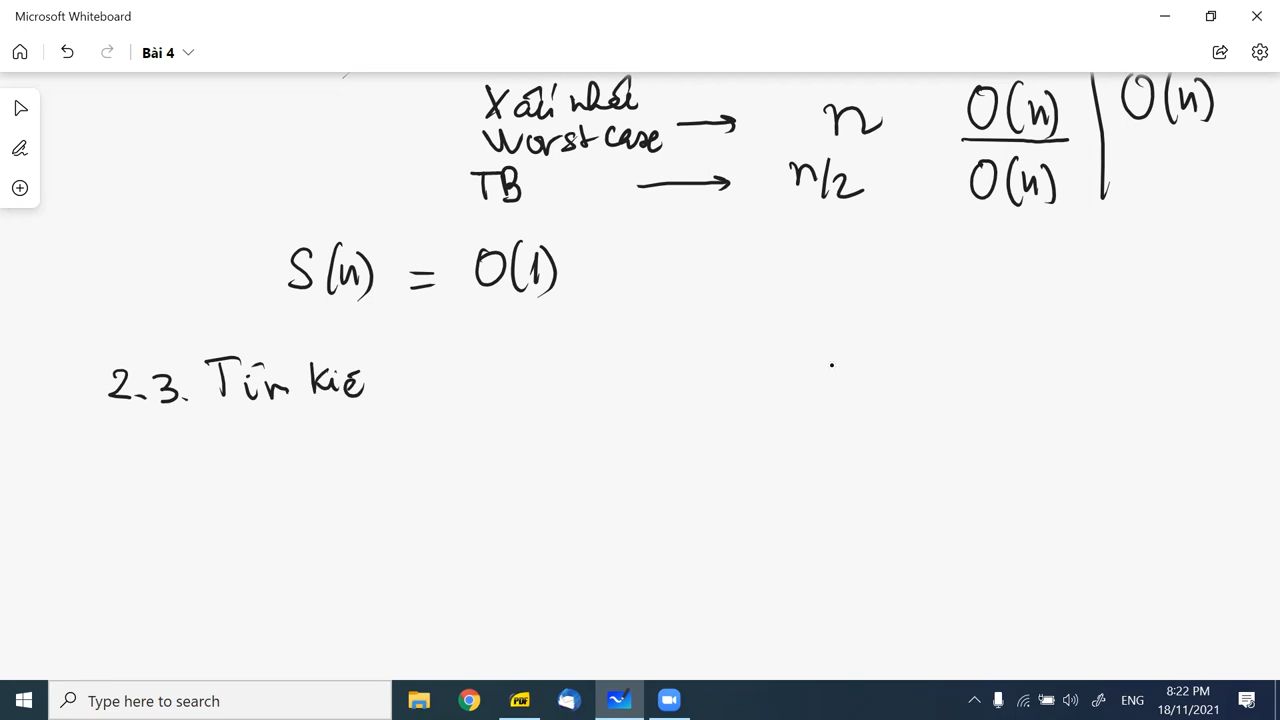 Microsoft Whiteboard
Bài 4
Xấu nhất
Worst case → n O(n) O(n)
TB → n/2 O(n)
S(n) = O(1)
2.3. Tìm kiế
Type here to search
PDF
ENG
8:22 PM
18/11/2021